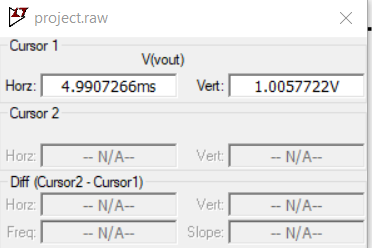 project.raw
Cursor 1
V(vout)
Horz: 4.9907266ms Vert: 1.0057722V
Cursor 2
Horz: -- N/A-- Vert: -- N/A--
Diff (Cursor2 - Cursor1)
Horz: -- N/A-- Vert: -- N/A--
Freq: -- N/A-- Slope: -- N/A--